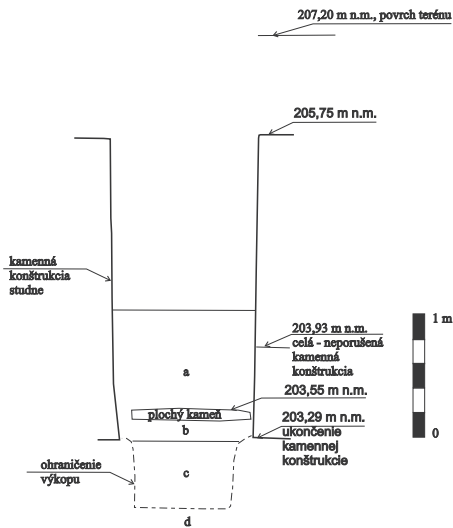 207,20 m n.m., povrch terénu
205,75 m n.m.
kamenná
konštrukcia
studne
203,93 m n.m.
celá - neporušená
kamenná
konštrukcia
1 m
a
203,55 m n.m.
plochý kameň
203,29 m n.m.
ukončenie
kamennej
konštrukcie
b
0
ohraničenie
výkopu
c
d